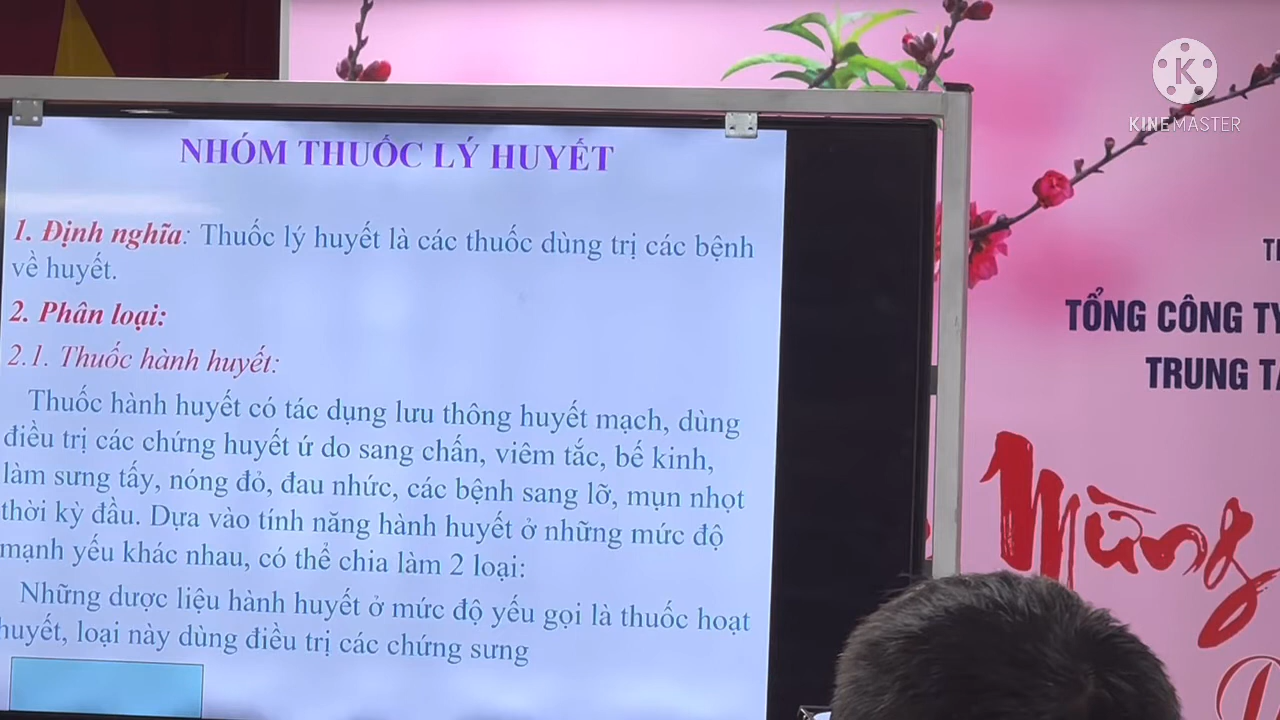 NHÓM THUỐC LÝ HUYẾT
1. Định nghĩa: Thuốc lý huyết là các thuốc dùng trị các bệnh
về huyết.
2. Phân loại:
2.1. Thuốc hành huyết:
Thuốc hành huyết có tác dụng lưu thông huyết mạch, dùng
điều trị các chứng huyết ứ do sang chấn, viêm tắc, bế kinh,
làm sưng tấy, nóng đỏ, đau nhức, các bệnh sang lỡ, mụn nhọt
thời kỳ đầu. Dựa vào tính năng hành huyết ở những mức độ
mạnh yếu khác nhau, có thể chia làm 2 loại:
Những dược liệu hành huyết ở mức độ yếu gọi là thuốc hoạt
huyết, loại này dùng điều trị các chứng sưng
K
KINEMASTER
TỔNG CÔNG TY
TRUNG
Mừng